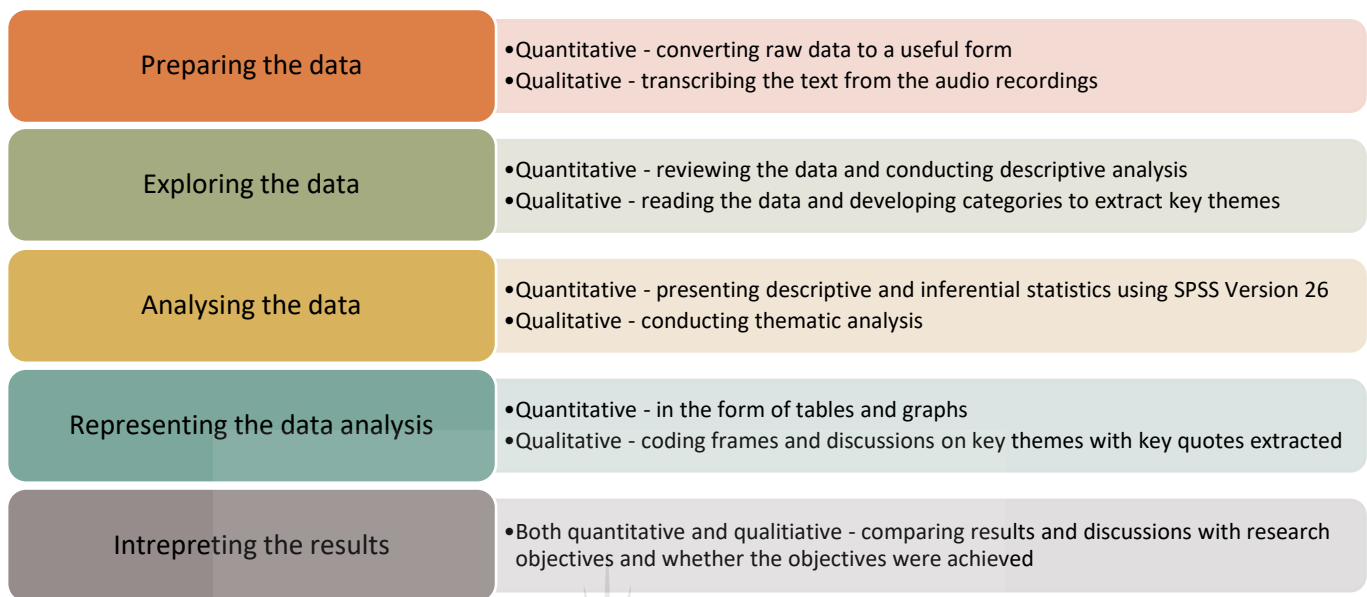 Preparing the data
•Quantitative - converting raw data to a useful form
•Qualitative - transcribing the text from the audio recordings
Exploring the data
•Quantitative - reviewing the data and conducting descriptive analysis
•Qualitative - reading the data and developing categories to extract key themes
Analysing the data
•Quantitative - presenting descriptive and inferential statistics using SPSS Version 26
•Qualitative - conducting thematic analysis
Representing the data analysis
•Quantitative - in the form of tables and graphs
•Qualitative - coding frames and discussions on key themes with key quotes extracted
Intrepreting the results
•Both quantitative and qualitiative - comparing results and discussions with research
objectives and whether the objectives were achieved